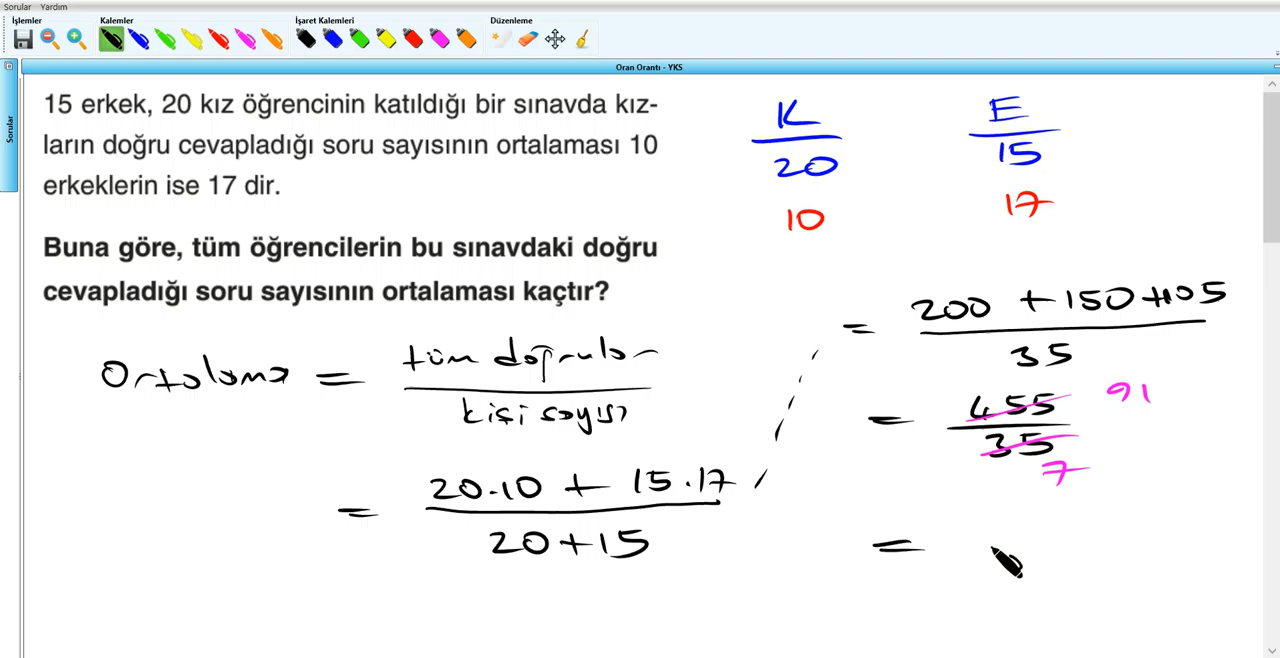 Sorular Yardım
İşlemler Kalemler İşaret Kalemleri Düzenleme
Oran Orantı - YKS
Sorular
15 erkek, 20 kız öğrencinin katıldığı bir sınavda kız-
ların doğru cevapladığı soru sayısının ortalaması 10
erkeklerin ise 17 dir.
Buna göre, tüm öğrencilerin bu sınavdaki doğru
cevapladığı soru sayısının ortalaması kaçtır?
K E
20 15
10 17
Ortalama = tüm doğrular
kişi sayısı
= 20.10 + 15.17
20+15
= 200 + 150+105
35
= 455 91
35 7
=